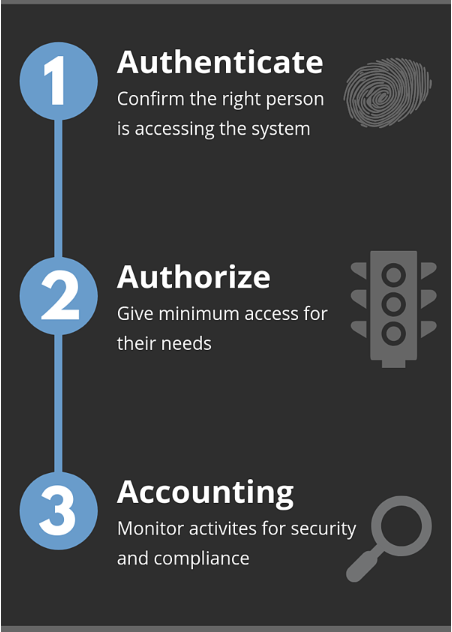 1
Authenticate
Confirm the right person
is accessing the system
2
Authorize
Give minimum access for
their needs
3
Accounting
Monitor activites for security
and compliance